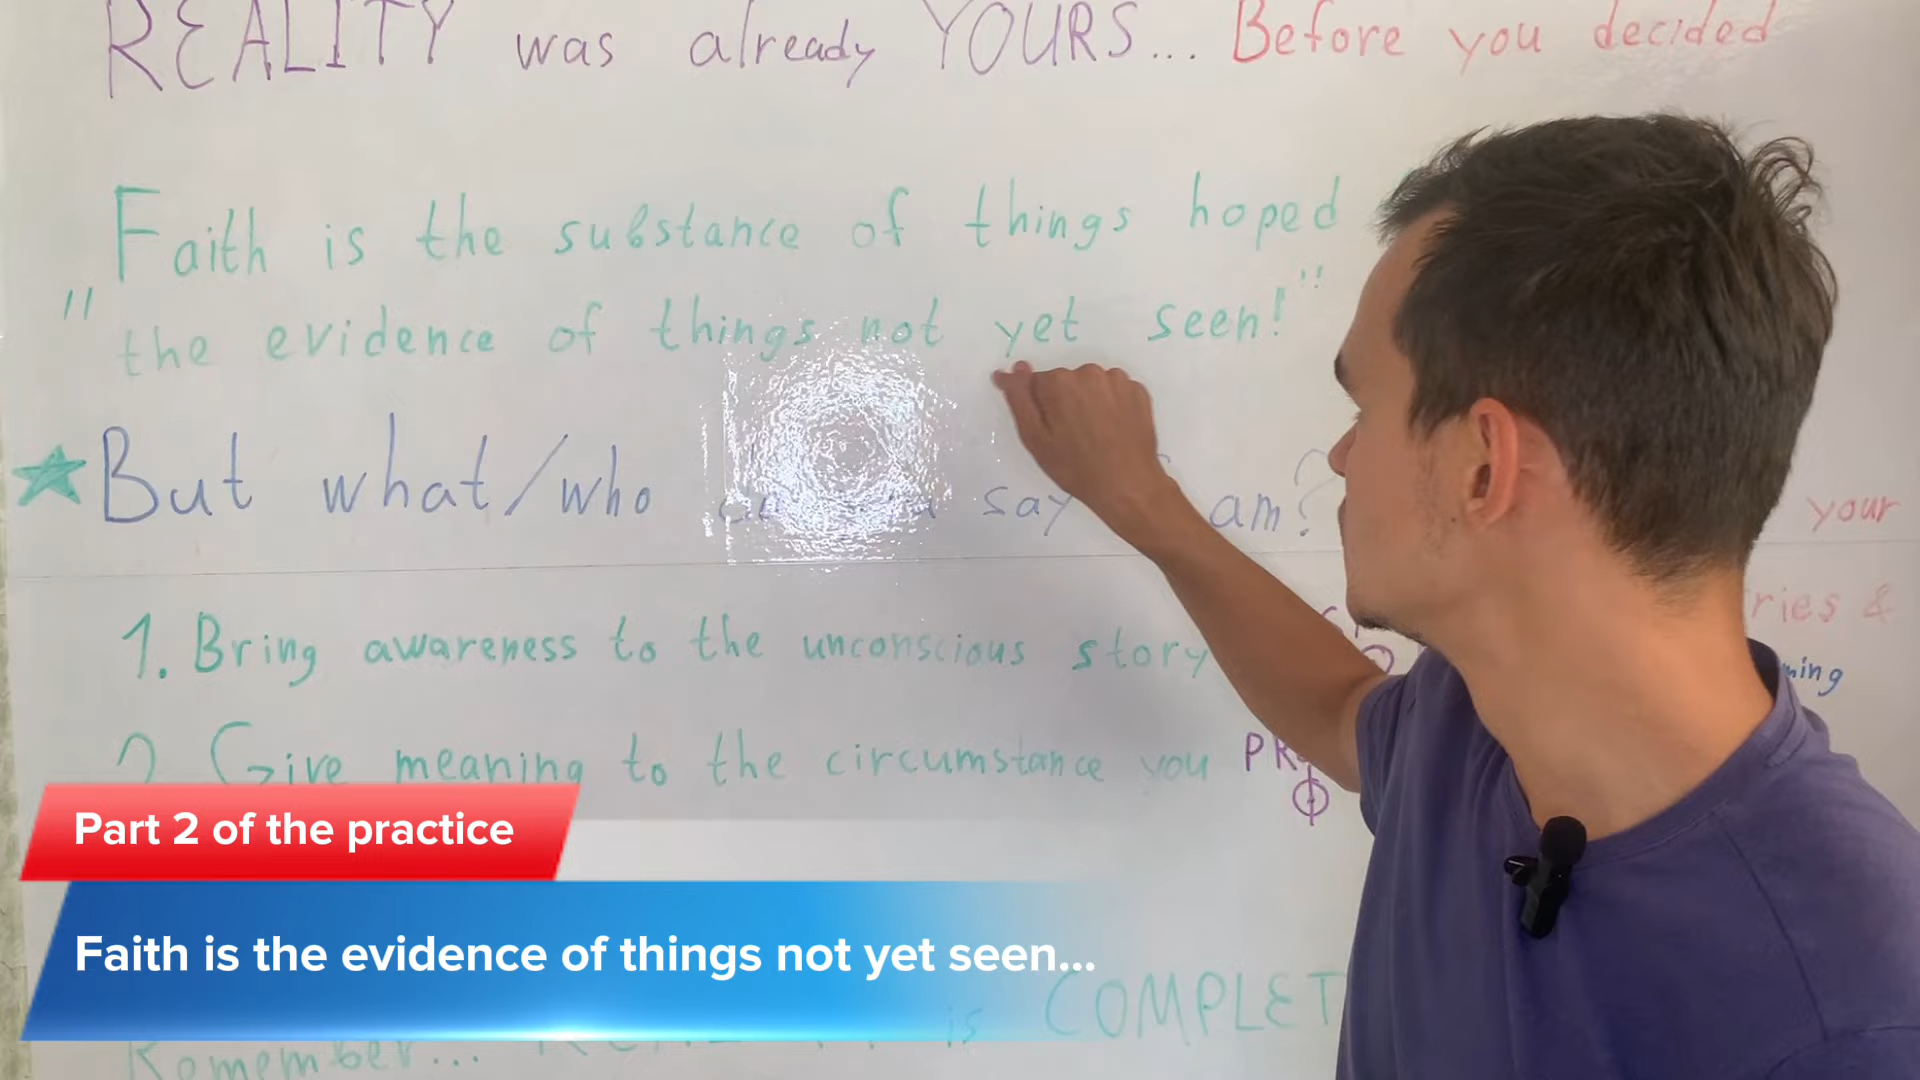 REALITY was already YOURS... Before you decided
Faith is the substance of things hoped
" the evidence of things not yet seen!"
But what/who say am? your
1. Bring awareness to the unconscious story ries &
ming
2. Give meaning to the circumstance you
Part 2 of the practice
Faith is the evidence of things not yet seen...
is COMPLET
Remember...